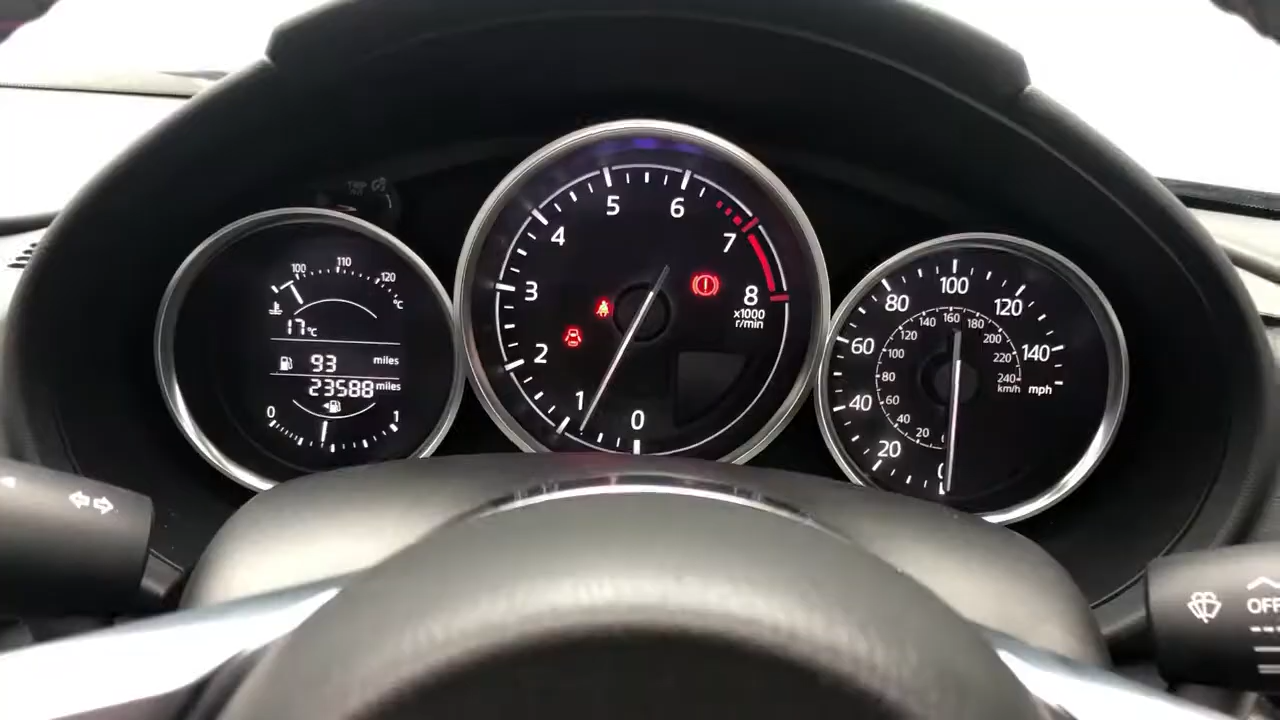 100 110 120
°C
17°C
93 miles
23588 miles
0 1
0 1 2 3 4 5 6 7 8
x1000
r/min
0 20 40 60 80 100 120 140
mph
20 40 60 80 100 120 140 160 180 200 220 240
km/h
OFF